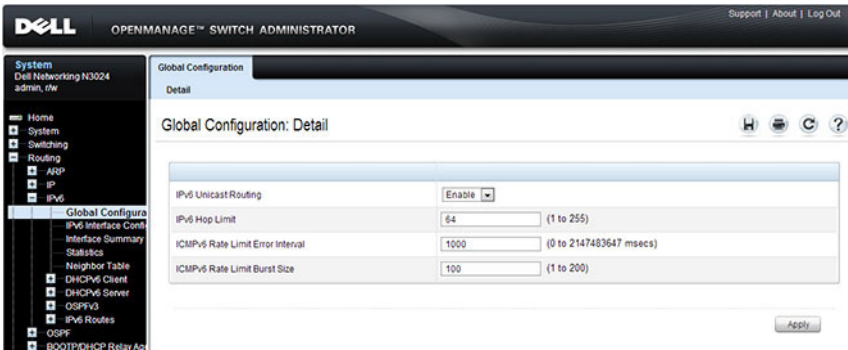 Support | About | Log Out
DELL OPENMANAGE™ SWITCH ADMINISTRATOR
System
Dell Networking N3024
admin, r/w
Home
System
Switching
Routing
ARP
IP
IPv6
Global Configura
IPv6 Interface Confi
Interface Summary
Statistics
Neighbor Table
DHCPv6 Client
DHCPv6 Server
OSPFv3
IPv6 Routes
OSPF
BOOTP/DHCP Relay Age
Global Configuration
Detail
Global Configuration: Detail
IPv6 Unicast Routing Enable
IPv6 Hop Limit 64 (1 to 255)
ICMPv6 Rate Limit Error Interval 1000 (0 to 2147483647 msecs)
ICMPv6 Rate Limit Burst Size 100 (1 to 200)
Apply